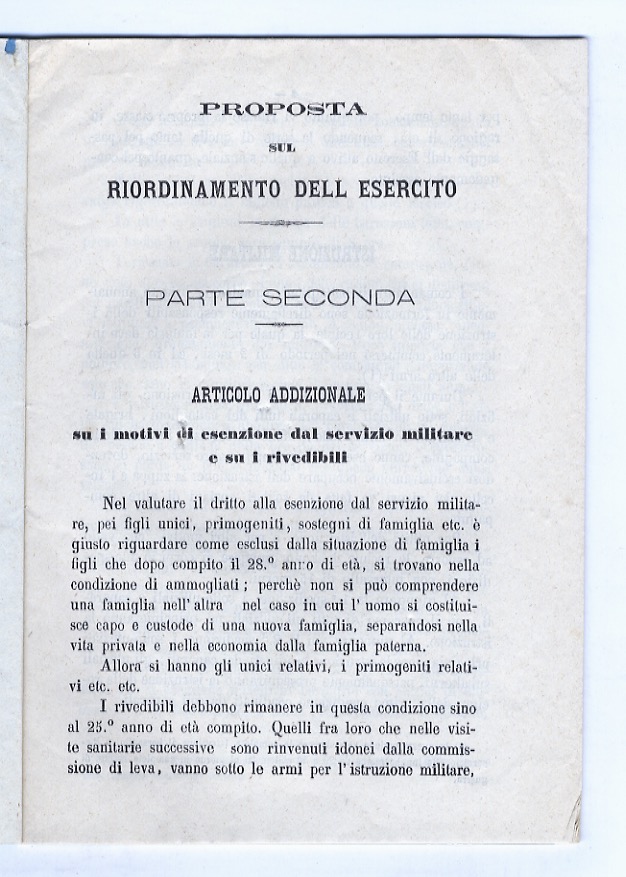 PROPOSTA
SUL
RIORDINAMENTO DELL ESERCITO
PARTE SECONDA
ARTICOLO ADDIZIONALE
su i motivi di esenzione dal servizio militare
e su i rivedibili
Nel valutare il dritto alla esenzione dal servizio milita-
re, pei figli unici, primogeniti, sostegni di famiglia etc. è
giusto riguardare come esclusi dalla situazione di famiglia i
figli che dopo compito il 28.º anno di età, si trovano nella
condizione di ammogliati; perchè non si può comprendere
una famiglia nell'altra nel caso in cui l'uomo si costitui-
sce capo e custode di una nuova famiglia, separandosi nella
vita privata e nella economia dalla famiglia paterna.
Allora si hanno gli unici relativi, i primogeniti relati-
vi etc. etc.
I rivedibili debbono rimanere in questa condizione sino
al 25.º anno di età compito. Quelli fra loro che nelle visi-
te sanitarie successive sono rinvenuti idonei dalla commis-
sione di leva, vanno sotto le armi per l'istruzione militare,